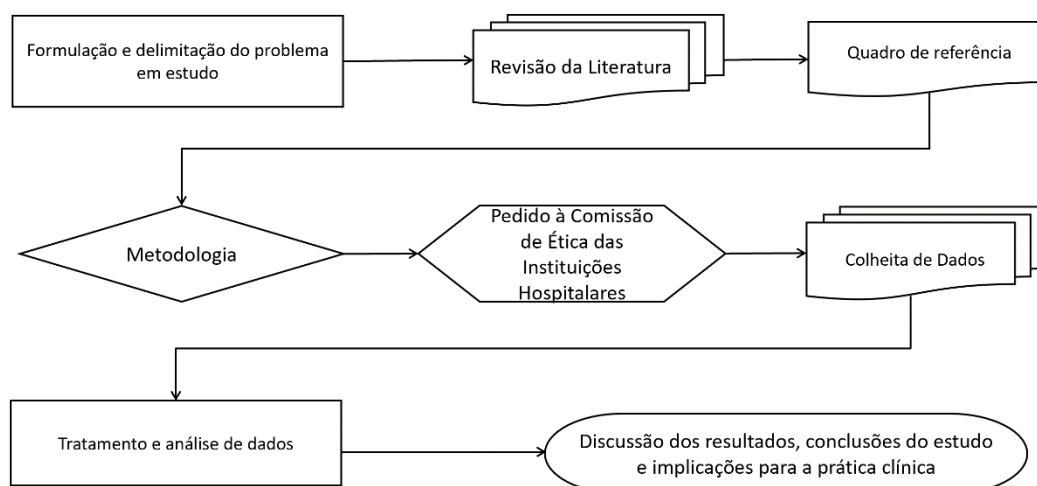 Formulação e delimitação do problema
em estudo
Revisão da Literatura
Quadro de referência
Metodologia
Pedido à Comissão
de Ética das
Instituições
Hospitalares
Colheita de Dados
Tratamento e análise de dados
Discussão dos resultados, conclusões do estudo
e implicações para a prática clínica